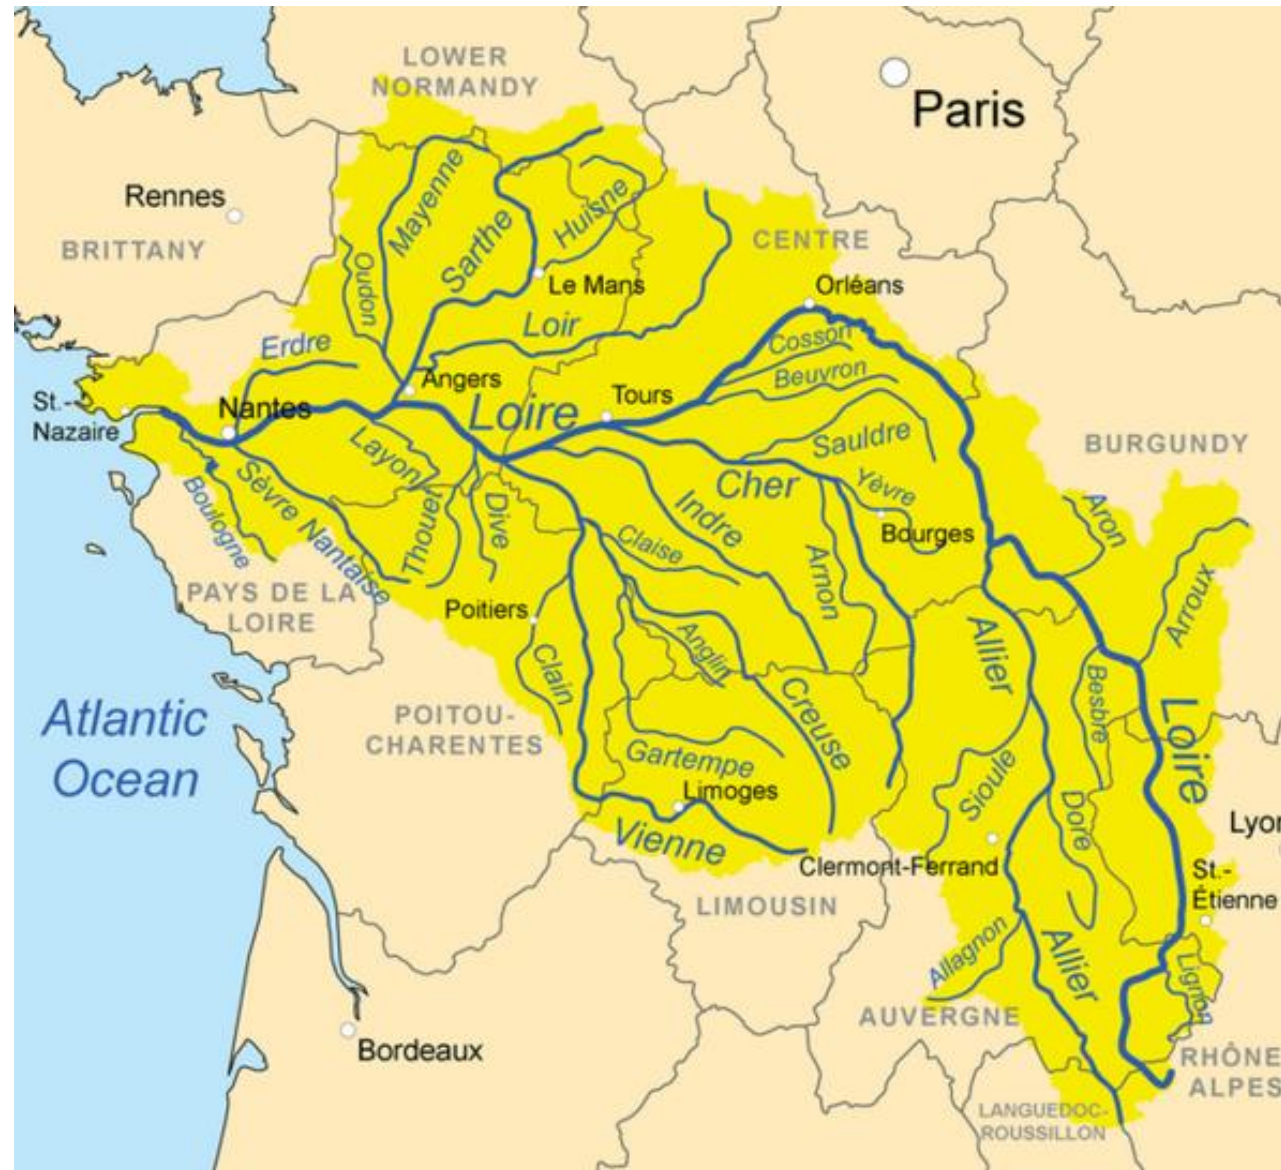 LOWER
NORMANDY
Paris
Rennes
BRITTANY
Mayenne
Sarthe
Huisne
CENTRE
Oudon
Le Mans
Orléans
Loir
Erdre
Cosson
Beuvron
Angers
Tours
St.-
Nazaire
Nantes
Loire
Layon
Sauldre
BURGUNDY
Sèvre Nantaise
Boulogne
Thouet
Dive
Cher
Yèvre
Indre
Claise
Bourges
Aron
Arnon
PAYS DE LA
LOIRE
Poitiers
Arroux
Allier
Anglin
Clain
Creuse
Besbre
Loire
Atlantic
Ocean
POITOU-
CHARENTES
Gartempe
Limoges
Sioule
Dore
Vienne
Lyon
Clermont-Ferrand
St.-
Étienne
LIMOUSIN
Allagnon
Allier
Lignon
AUVERGNE
Bordeaux
RHÔNE
ALPES
LANGUEDOC-
ROUSSILLON